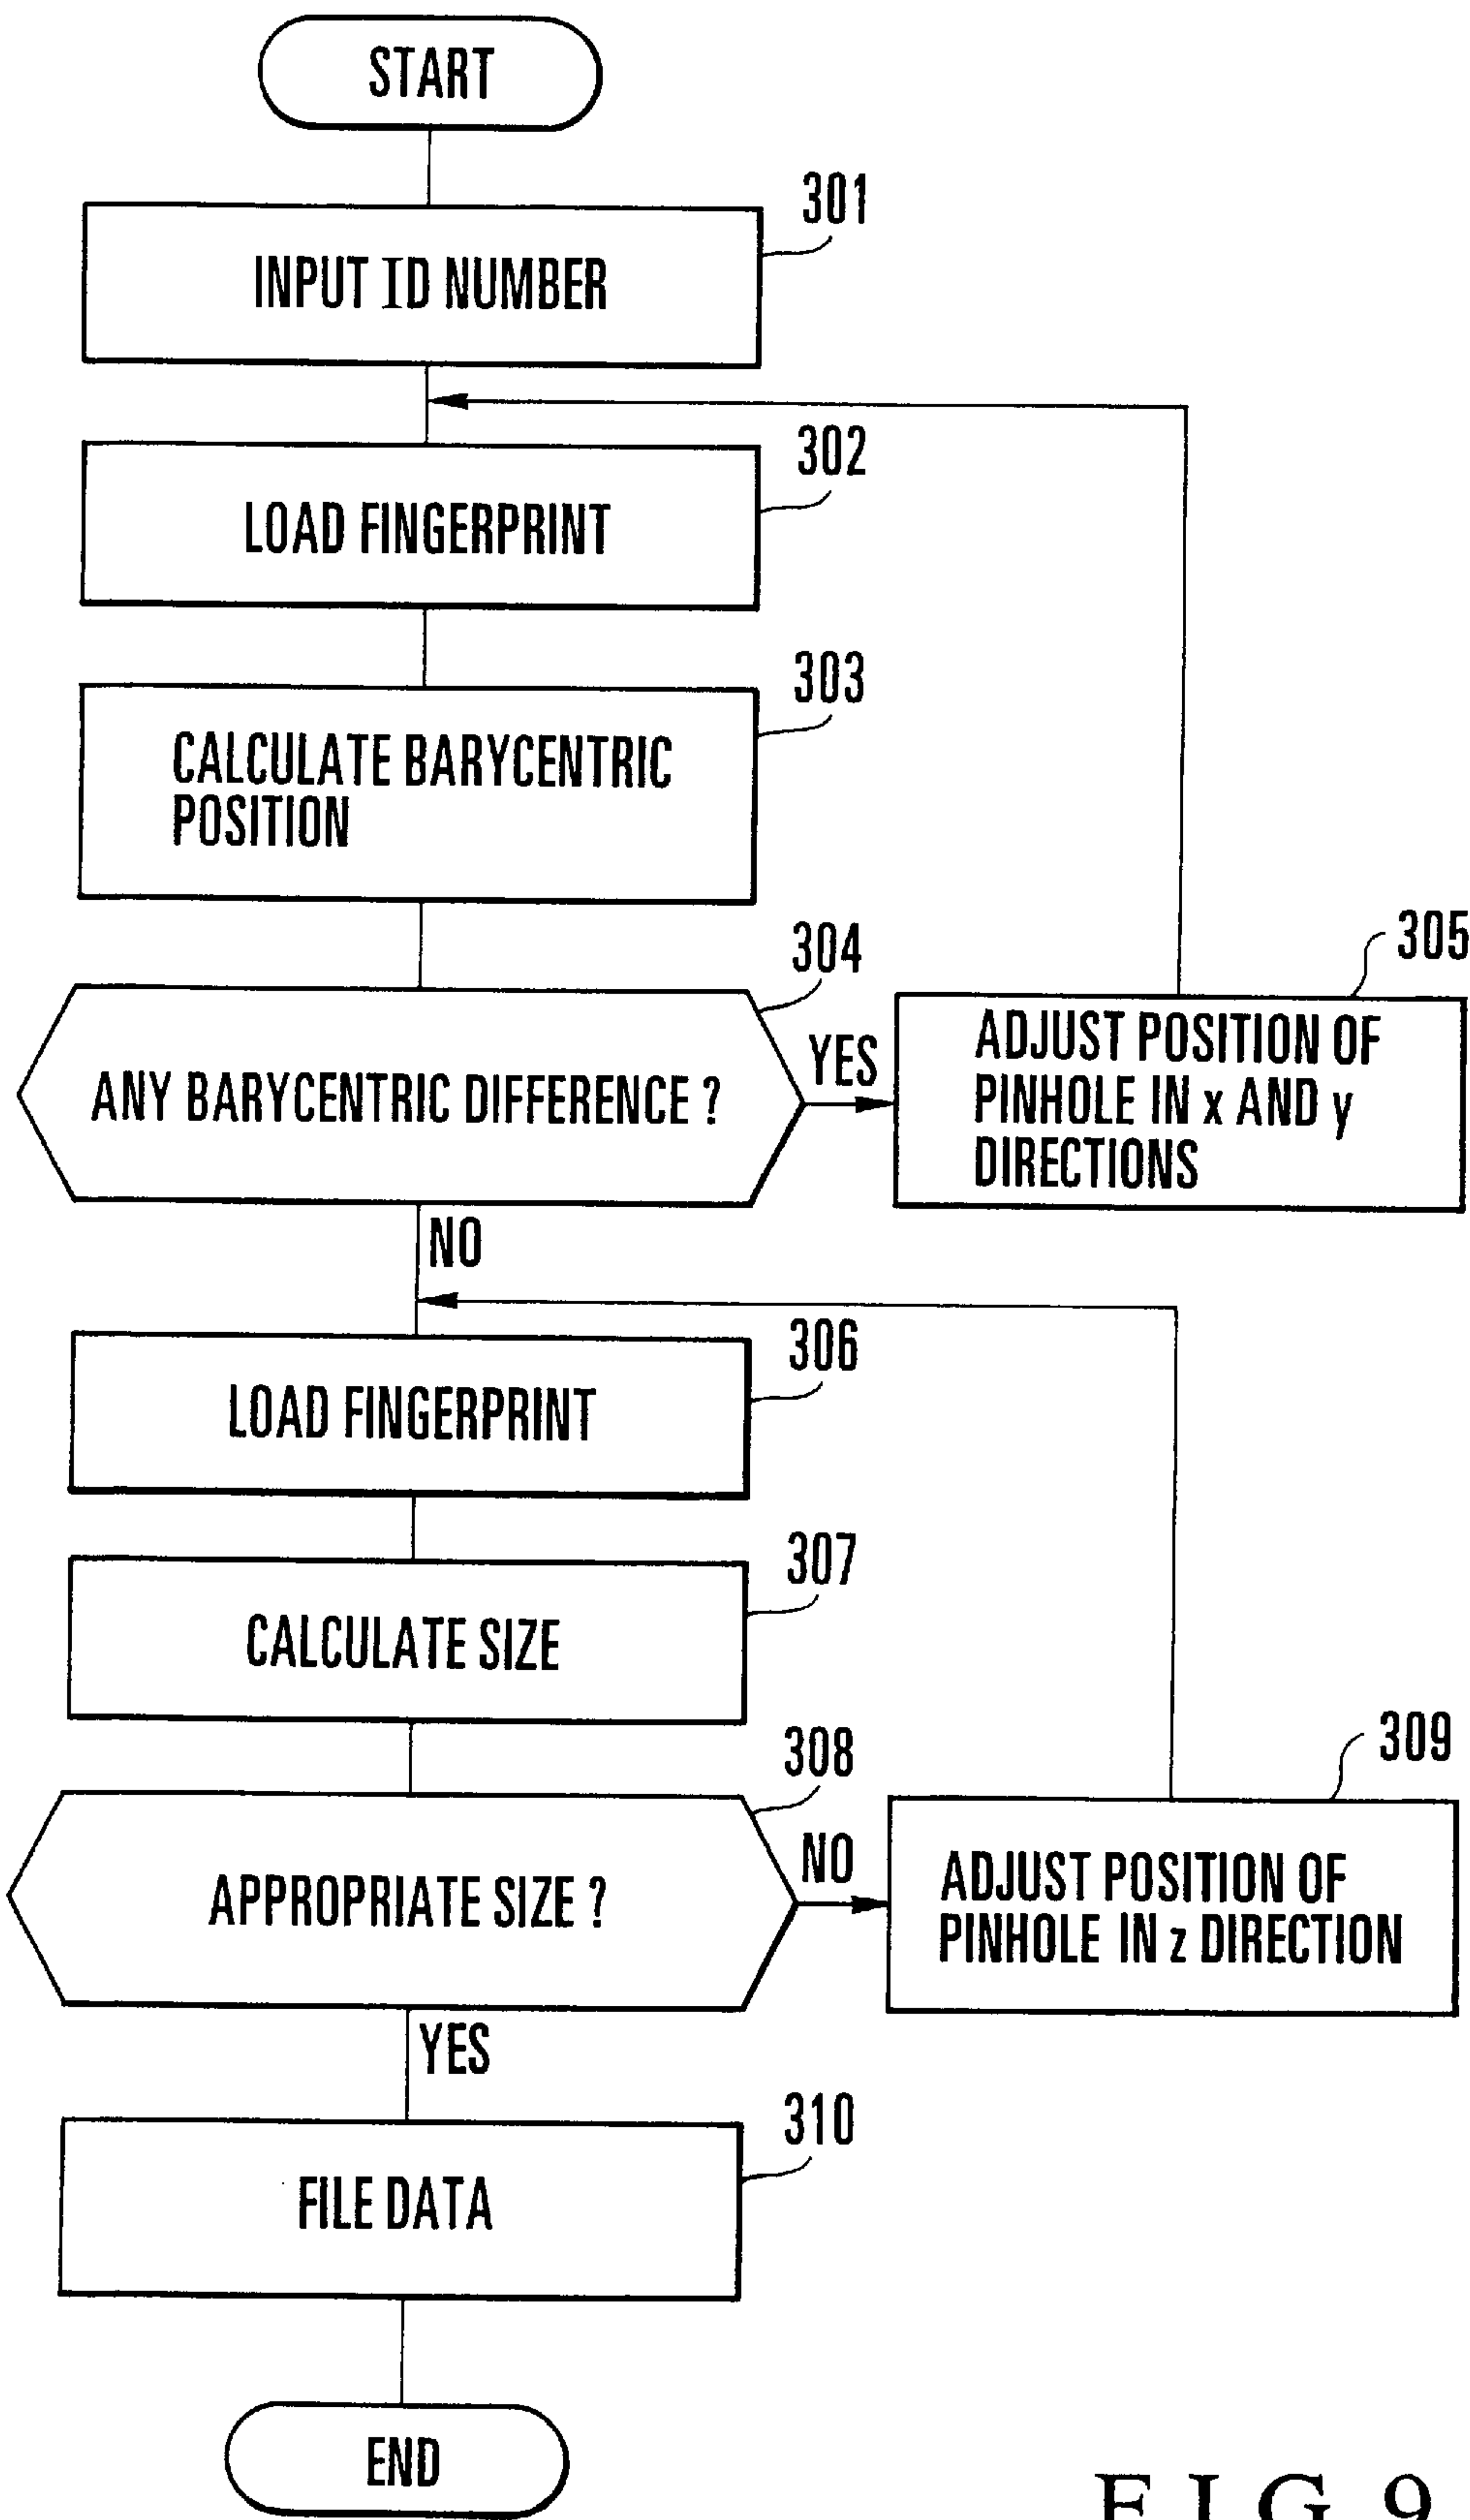 START
301
INPUT ID NUMBER
302
LOAD FINGERPRINT
303
CALCULATE BARYCENTRIC
POSITION
304
ANY BARYCENTRIC DIFFERENCE ?
YES
305
ADJUST POSITION OF
PINHOLE IN x AND y
DIRECTIONS
NO
306
LOAD FINGERPRINT
307
CALCULATE SIZE
308
APPROPRIATE SIZE ?
NO
309
ADJUST POSITION OF
PINHOLE IN z DIRECTION
YES
310
FILE DATA
END
FIG 9